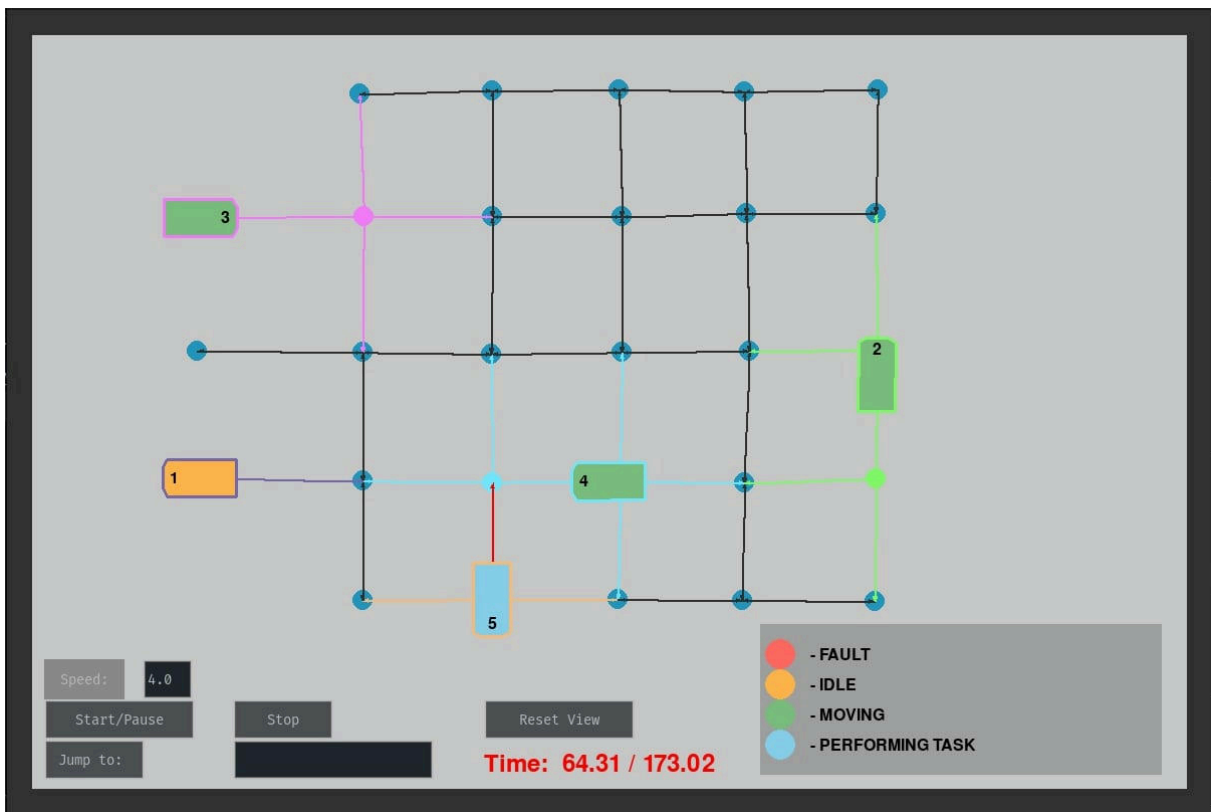 3
2
1
4
5
- FAULT
- IDLE
- MOVING
- PERFORMING TASK
Speed:
4.0
Start/Pause
Stop
Reset View
Jump to:
Time: 64.31 / 173.02